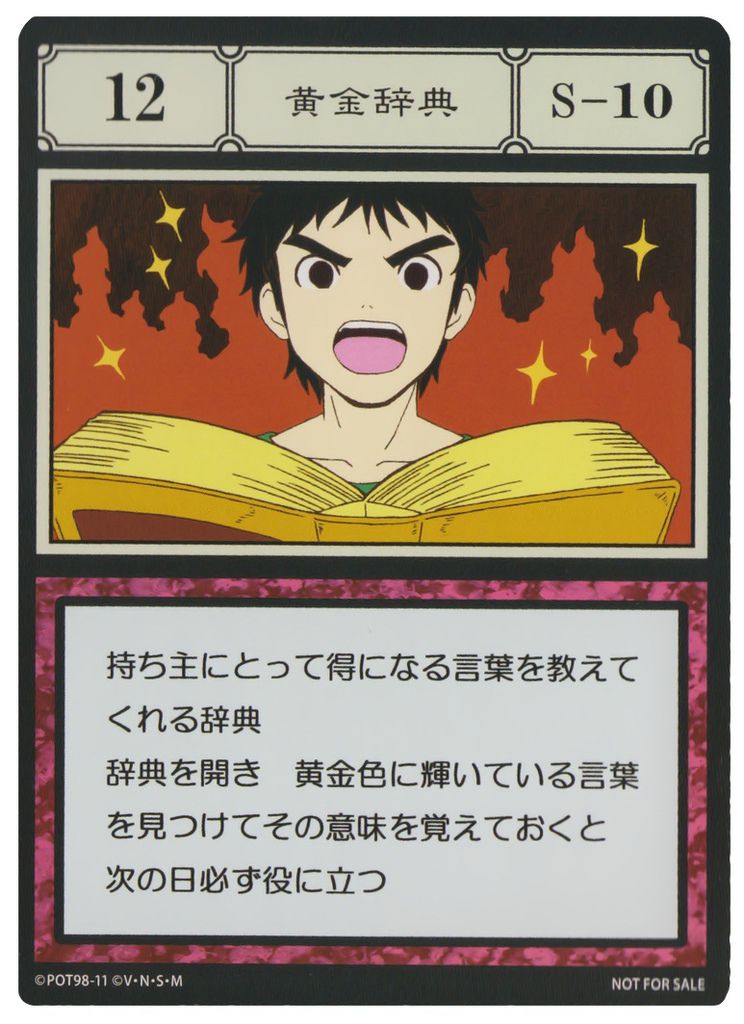 12
黄金辞典
S-10
持ち主にとって得になる言葉を教えて
くれる辞典
辞典を開き　黄金色に輝いている言葉
を見つけてその意味を覚えておくと
次の日必ず役に立つ
©POT98-11 ©V・N・S・M
NOT FOR SALE